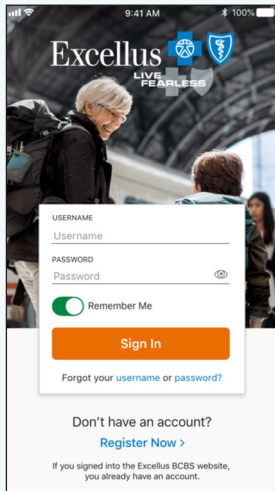 9:41 AM
100%
Excellus
LIVE
FEARLESS
USERNAME
Username
PASSWORD
Password
Remember Me
Sign In
Forgot your username or password?
Don't have an account?
Register Now >
If you signed into the Excellus BCBS website,
you already have an account.